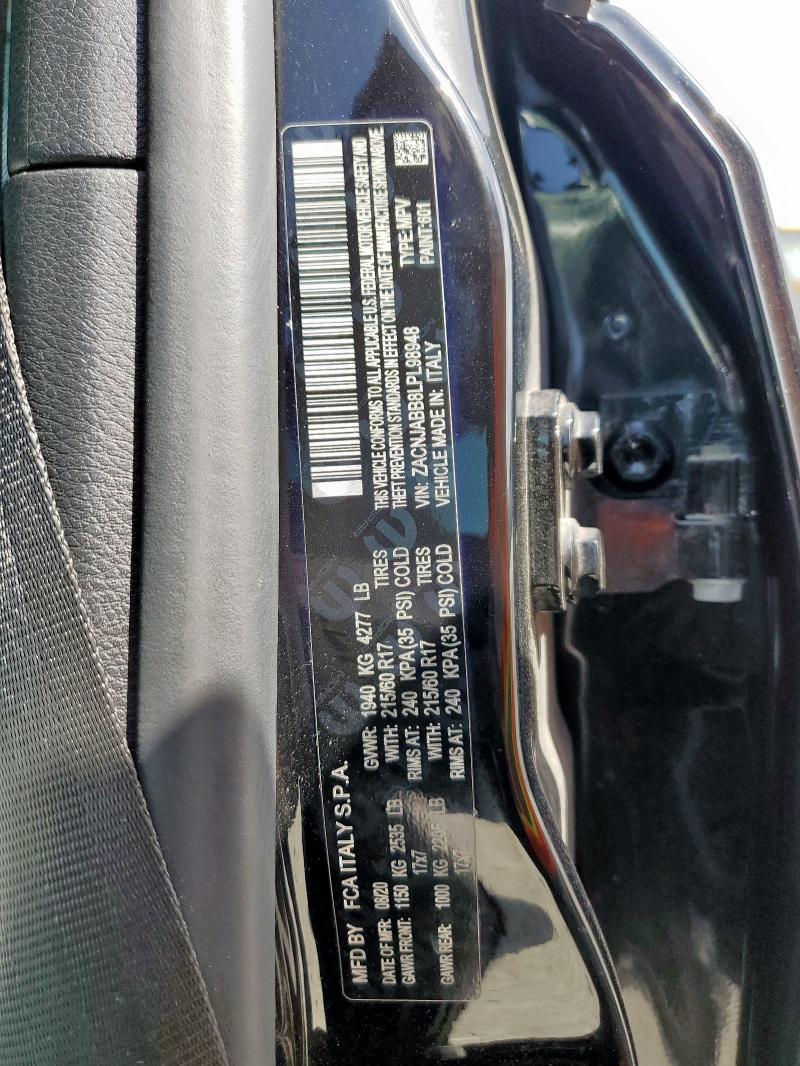 MFD BY FCA ITALY S.P.A.
DATE OF MFR: 08/20 GVWR: 1940 KG 4277 LB
GAWR FRONT: 1150 KG 2535 LB WITH: 215/60 R17 TIRES
17x7 RIMS AT: 240 KPA(35 PSI) COLD
GAWR REAR: 1000 KG 2205 LB WITH: 215/60 R17 TIRES
17x7 RIMS AT: 240 KPA(35 PSI) COLD
THIS VEHICLE CONFORMS TO ALL APPLICABLE U.S. FEDERAL MOTOR VEHICLE SAFETY AND
THEFT PREVENTION STANDARDS IN EFFECT ON THE DATE OF MANUFACTURE SHOWN ABOVE
VIN: ZACNJABB8LPL98948 TYPE: MPV
VEHICLE MADE IN: ITALY PAINT: 601